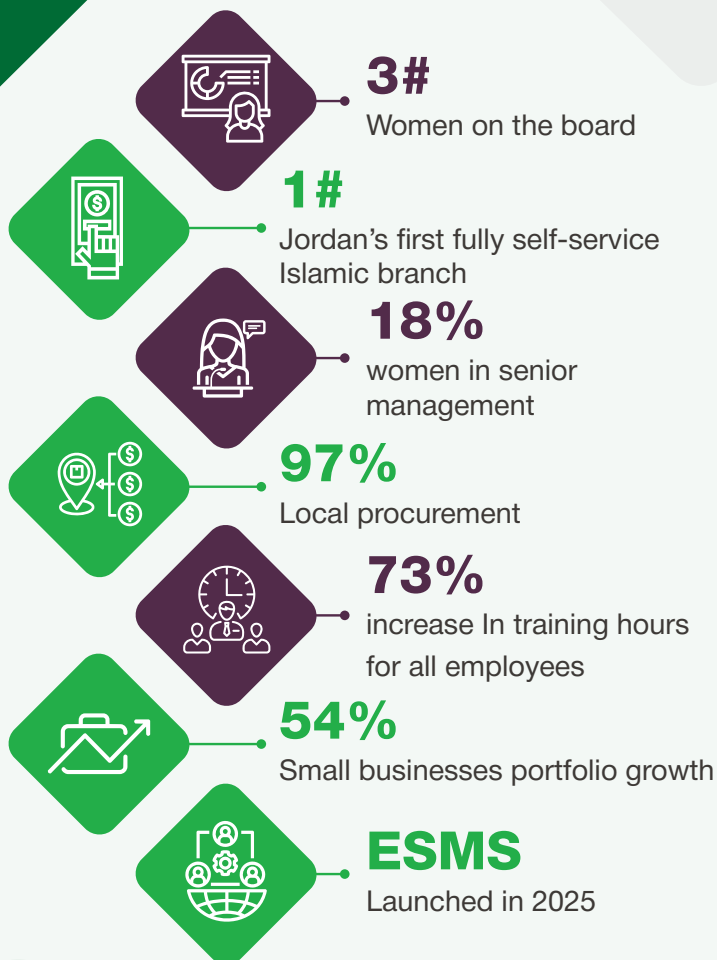 3#
Women on the board
1#
Jordan’s first fully self-service
Islamic branch
18%
women in senior
management
97%
Local procurement
73%
increase In training hours
for all employees
54%
Small businesses portfolio growth
ESMS
Launched in 2025